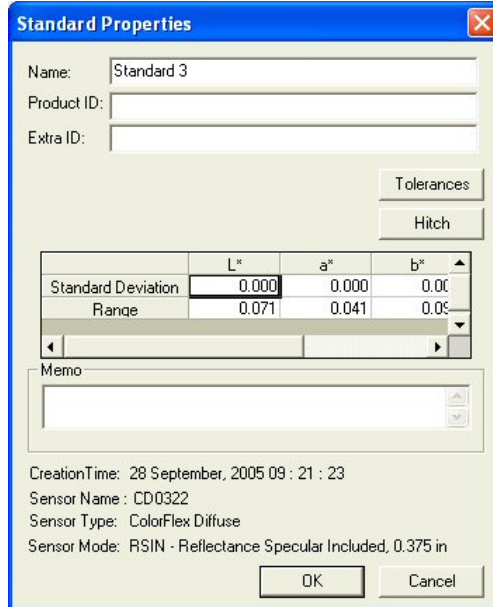 Standard Properties
Name: Standard 3
Product ID:
Extra ID:
Tolerances
Hitch
L* a* b*
Standard Deviation 0.000 0.000 0.00
Range 0.071 0.041
Memo
CreationTime: 28 September, 2005 09 : 21 : 23
Sensor Name : CD0322
Sensor Type: ColorFlex Diffuse
Sensor Mode: RSIN - Reflectance Specular Included, 0.375 in
OK Cancel